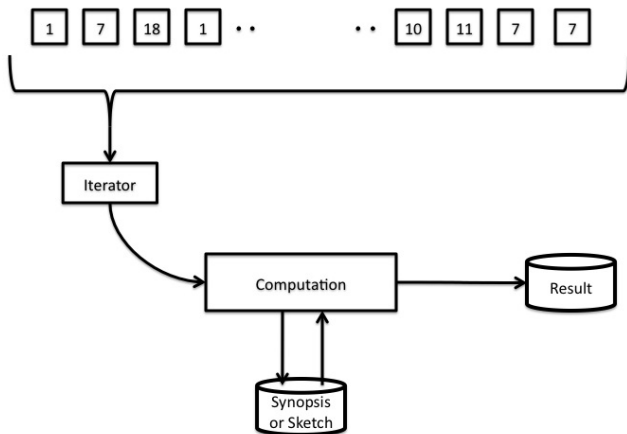 1 7 18 1 · · · · 10 11 7 7
Iterator
Computation
Result
Synopsis
or Sketch